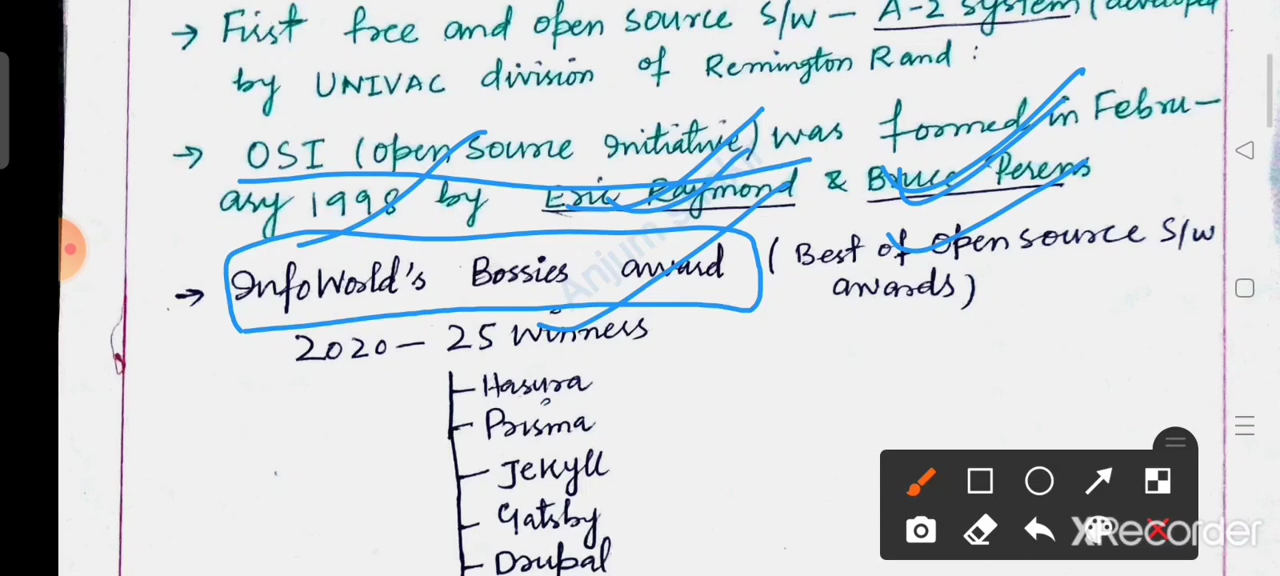 → First free and open source S/w – A-2 system (developed
by UNIVAC division of Remington Rand :
→ OSI (open source initiative) was formed in Febru-
ary 1998 by Eric Raymond & Bruce Perens
→ InfoWorld's Bossies award (Best of open source S/w
awards)
2020 – 25 winners
Hasura
Prisma
Jekyll
Gatsby
Drupal
XRecorder